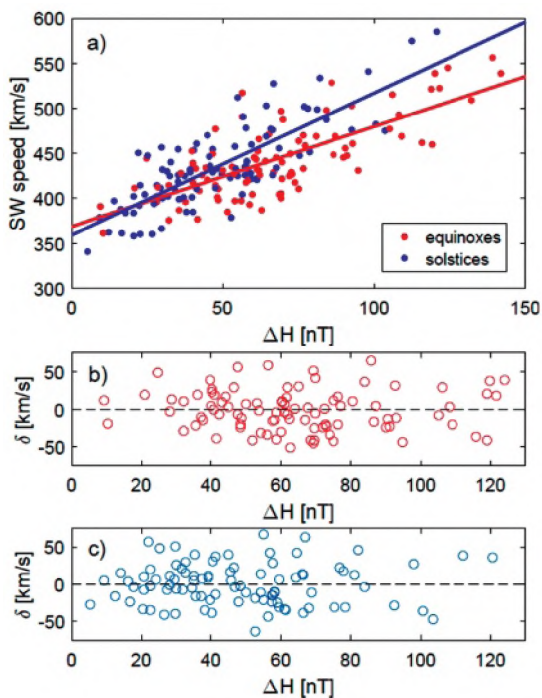 600
a)
550
500
450
400
350
300
SW speed [km/s]
equinoxes
solstices
0 50 100 150
ΔH [nT]
b)
50
0
-50
δ [km/s]
0 20 40 60 80 100 120
ΔH [nT]
c)
50
0
-50
δ [km/s]
0 20 40 60 80 100 120
ΔH [nT]